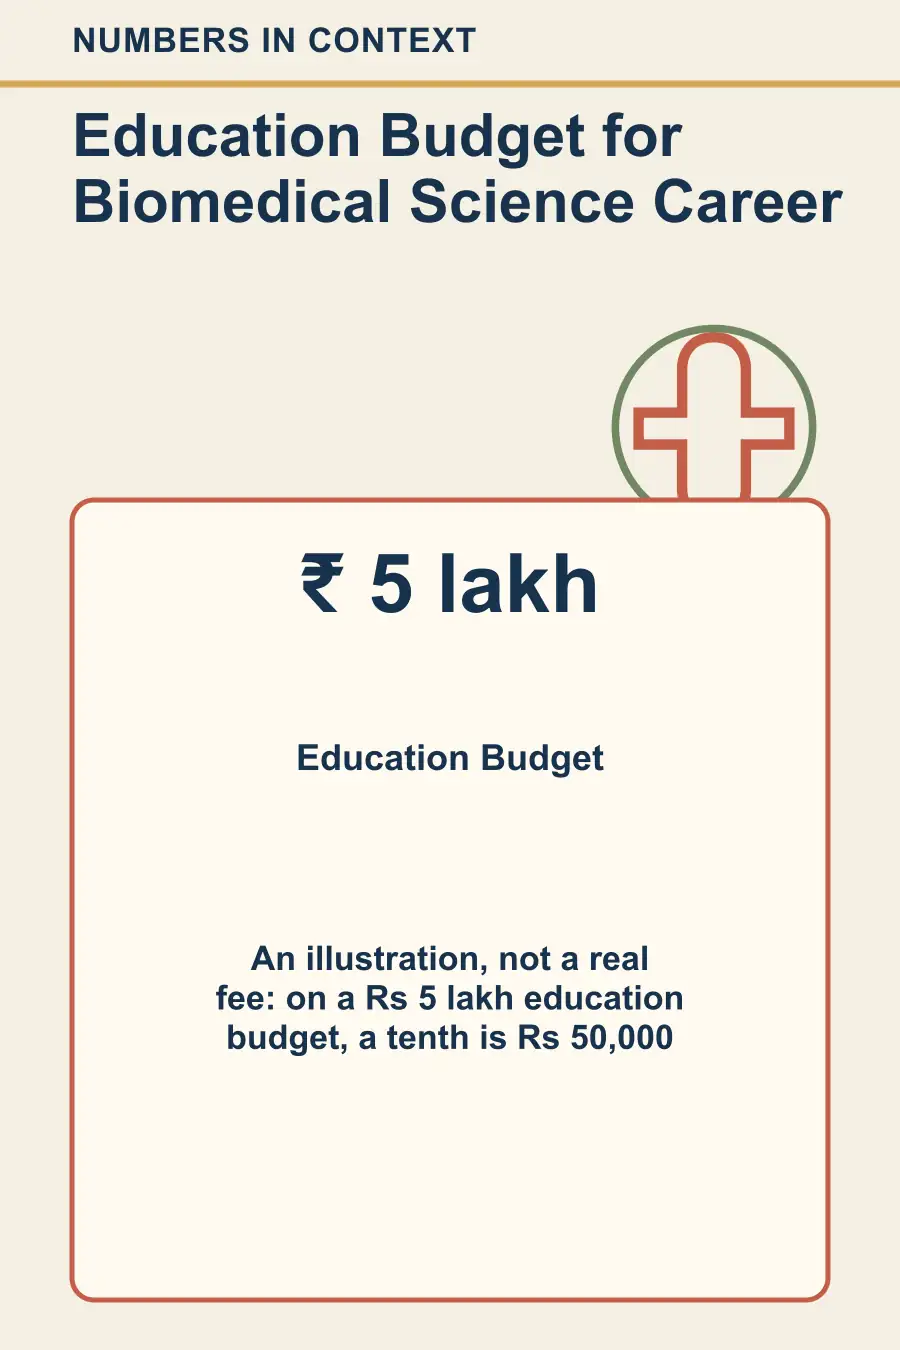 NUMBERS IN CONTEXT
Education Budget for
Biomedical Science Career
₹ 5 lakh
Education Budget
An illustration, not a real
fee: on a Rs 5 lakh education
budget, a tenth is Rs 50,000